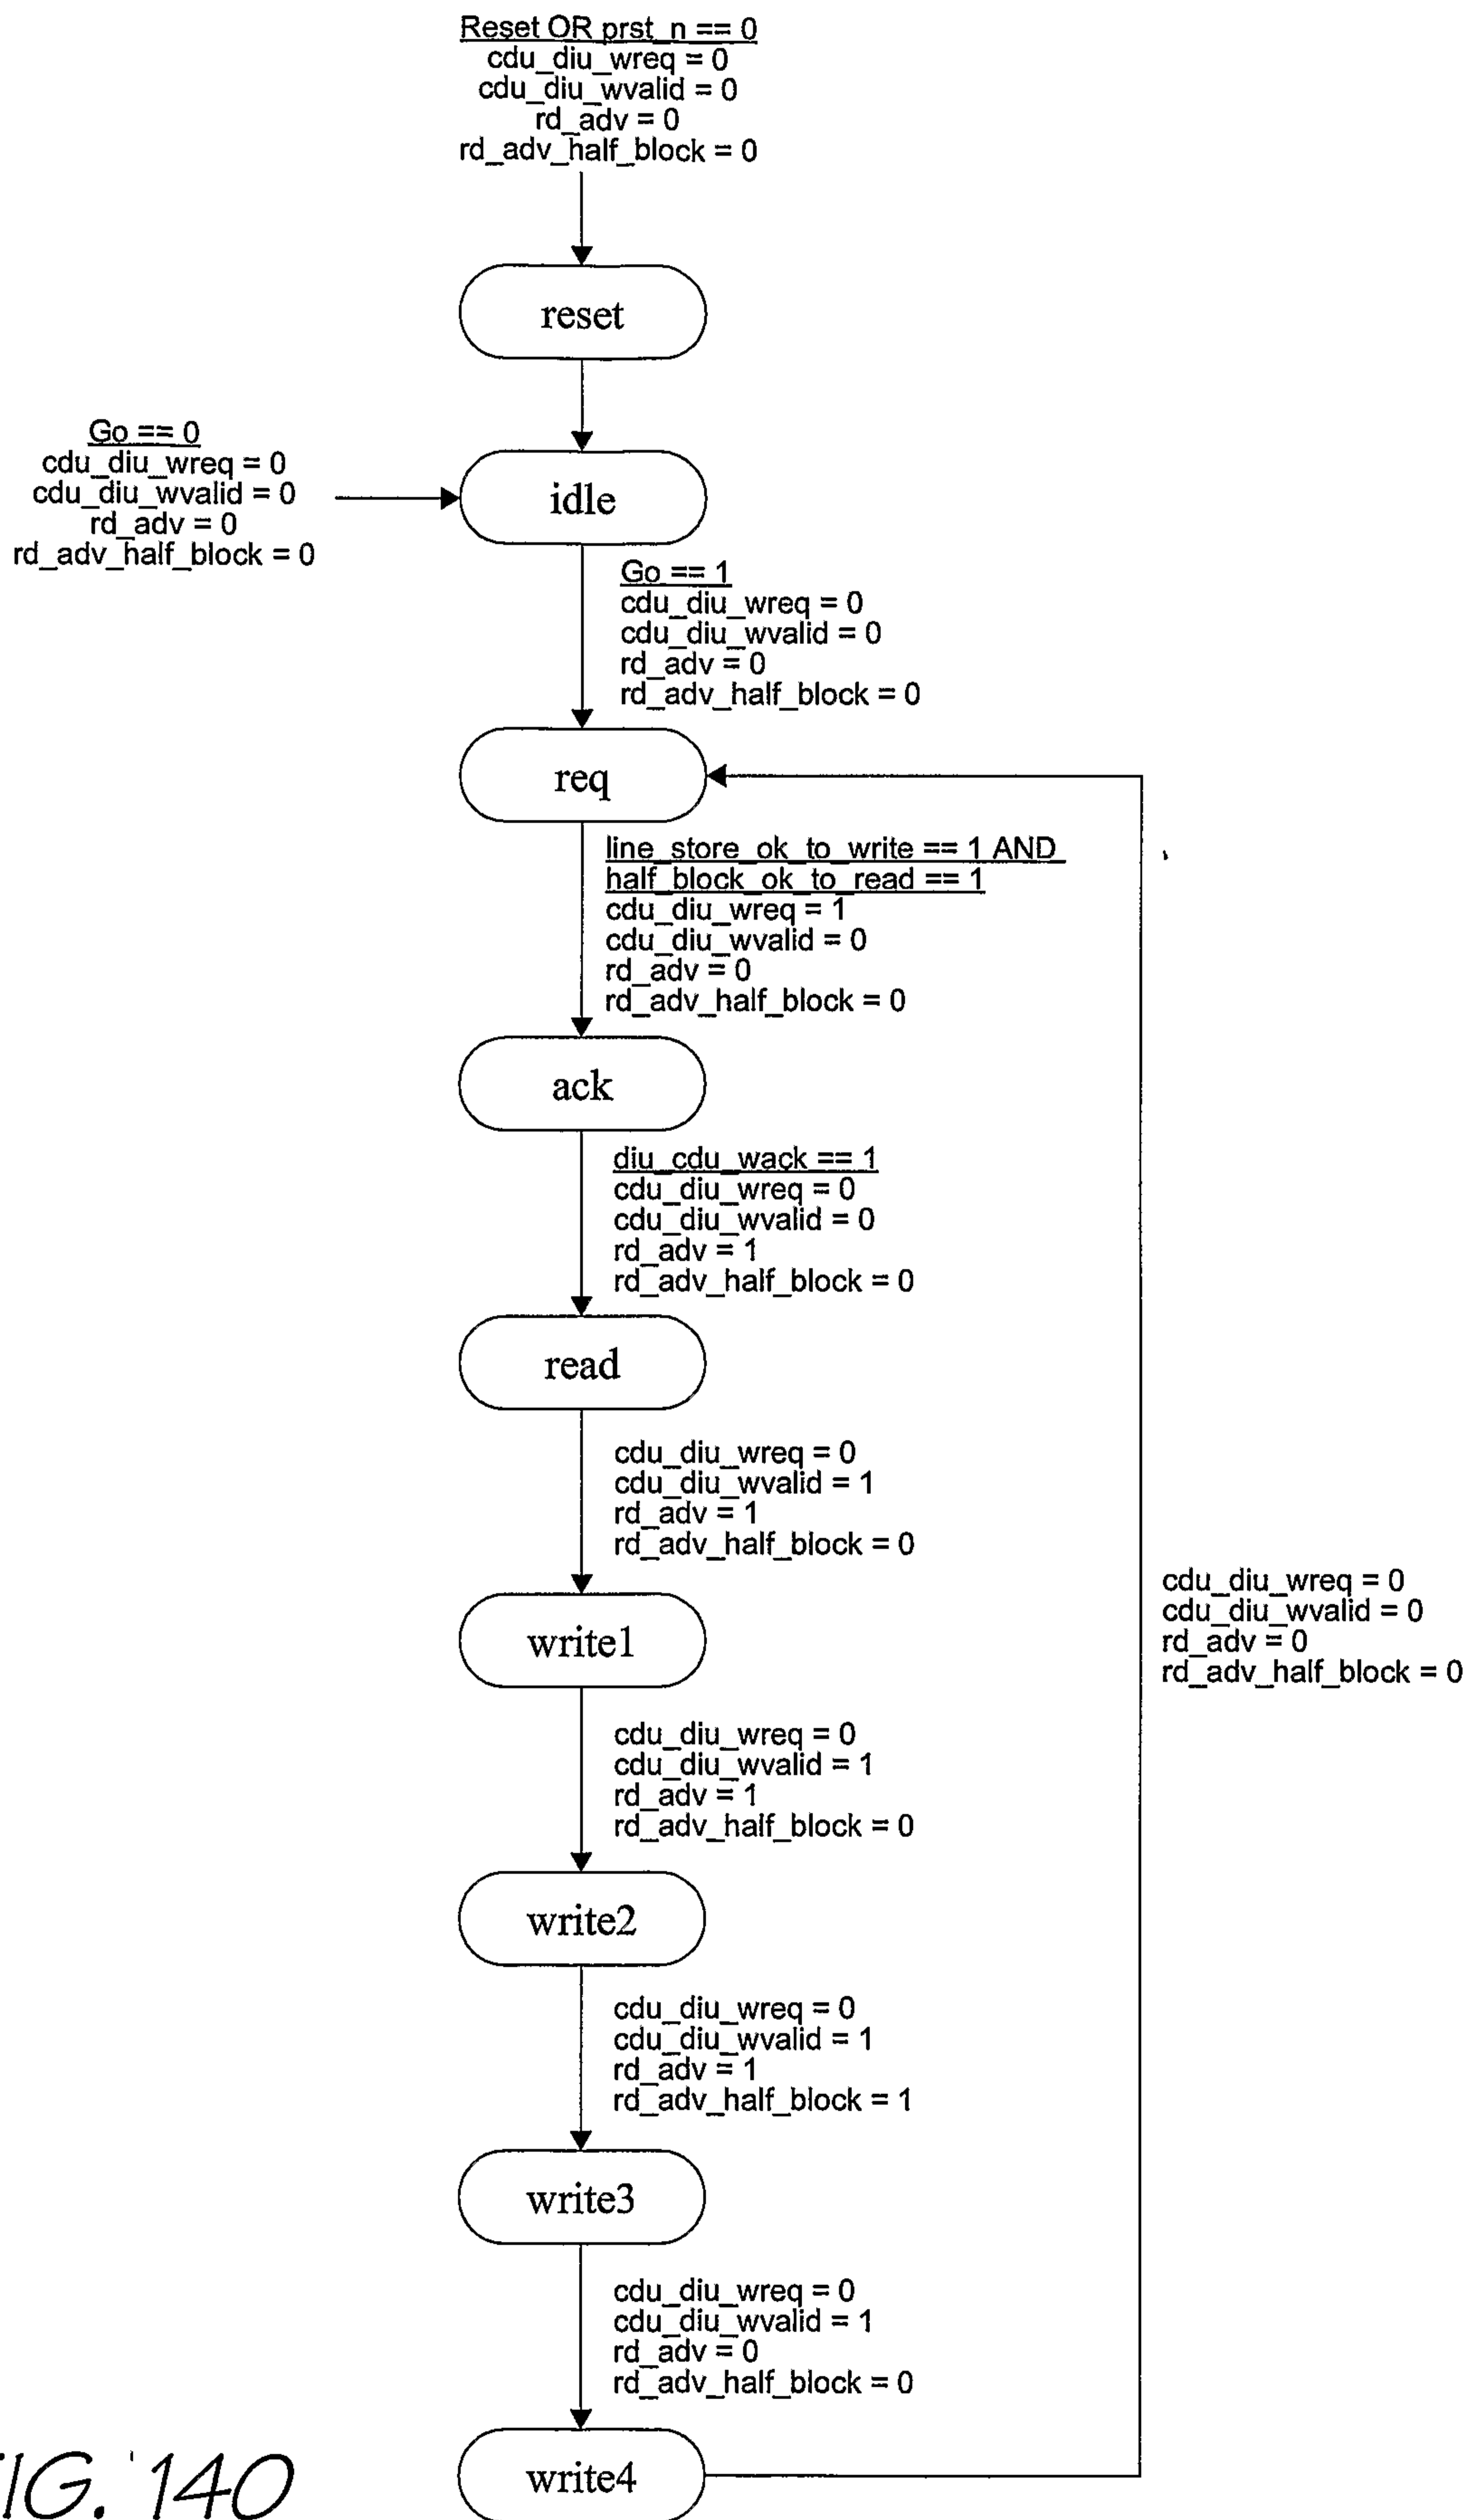 Reset OR prst_n == 0
cdu_diu_wreq = 0
cdu_diu_wvalid = 0
rd_adv = 0
rd_adv_half_block = 0
reset
Go == 0
cdu_diu_wreq = 0
cdu_diu_wvalid = 0
rd_adv = 0
rd_adv_half_block = 0
idle
Go == 1
cdu_diu_wreq = 0
cdu_diu_wvalid = 0
rd_adv = 0
rd_adv_half_block = 0
req
line_store_ok_to_write == 1 AND
half_block_ok_to_read == 1
cdu_diu_wreq = 1
cdu_diu_wvalid = 0
rd_adv = 0
rd_adv_half_block = 0
ack
diu_cdu_wack == 1
cdu_diu_wreq = 0
cdu_diu_wvalid = 0
rd_adv = 1
rd_adv_half_block = 0
read
cdu_diu_wreq = 0
cdu_diu_wvalid = 1
rd_adv = 1
rd_adv_half_block = 0
cdu_diu_wreq = 0
cdu_diu_wvalid = 0
rd_adv = 0
rd_adv_half_block = 0
write1
cdu_diu_wreq = 0
cdu_diu_wvalid = 1
rd_adv = 1
rd_adv_half_block = 0
write2
cdu_diu_wreq = 0
cdu_diu_wvalid = 1
rd_adv = 1
rd_adv_half_block = 1
write3
cdu_diu_wreq = 0
cdu_diu_wvalid = 1
rd_adv = 0
rd_adv_half_block = 0
write4
IG. 140